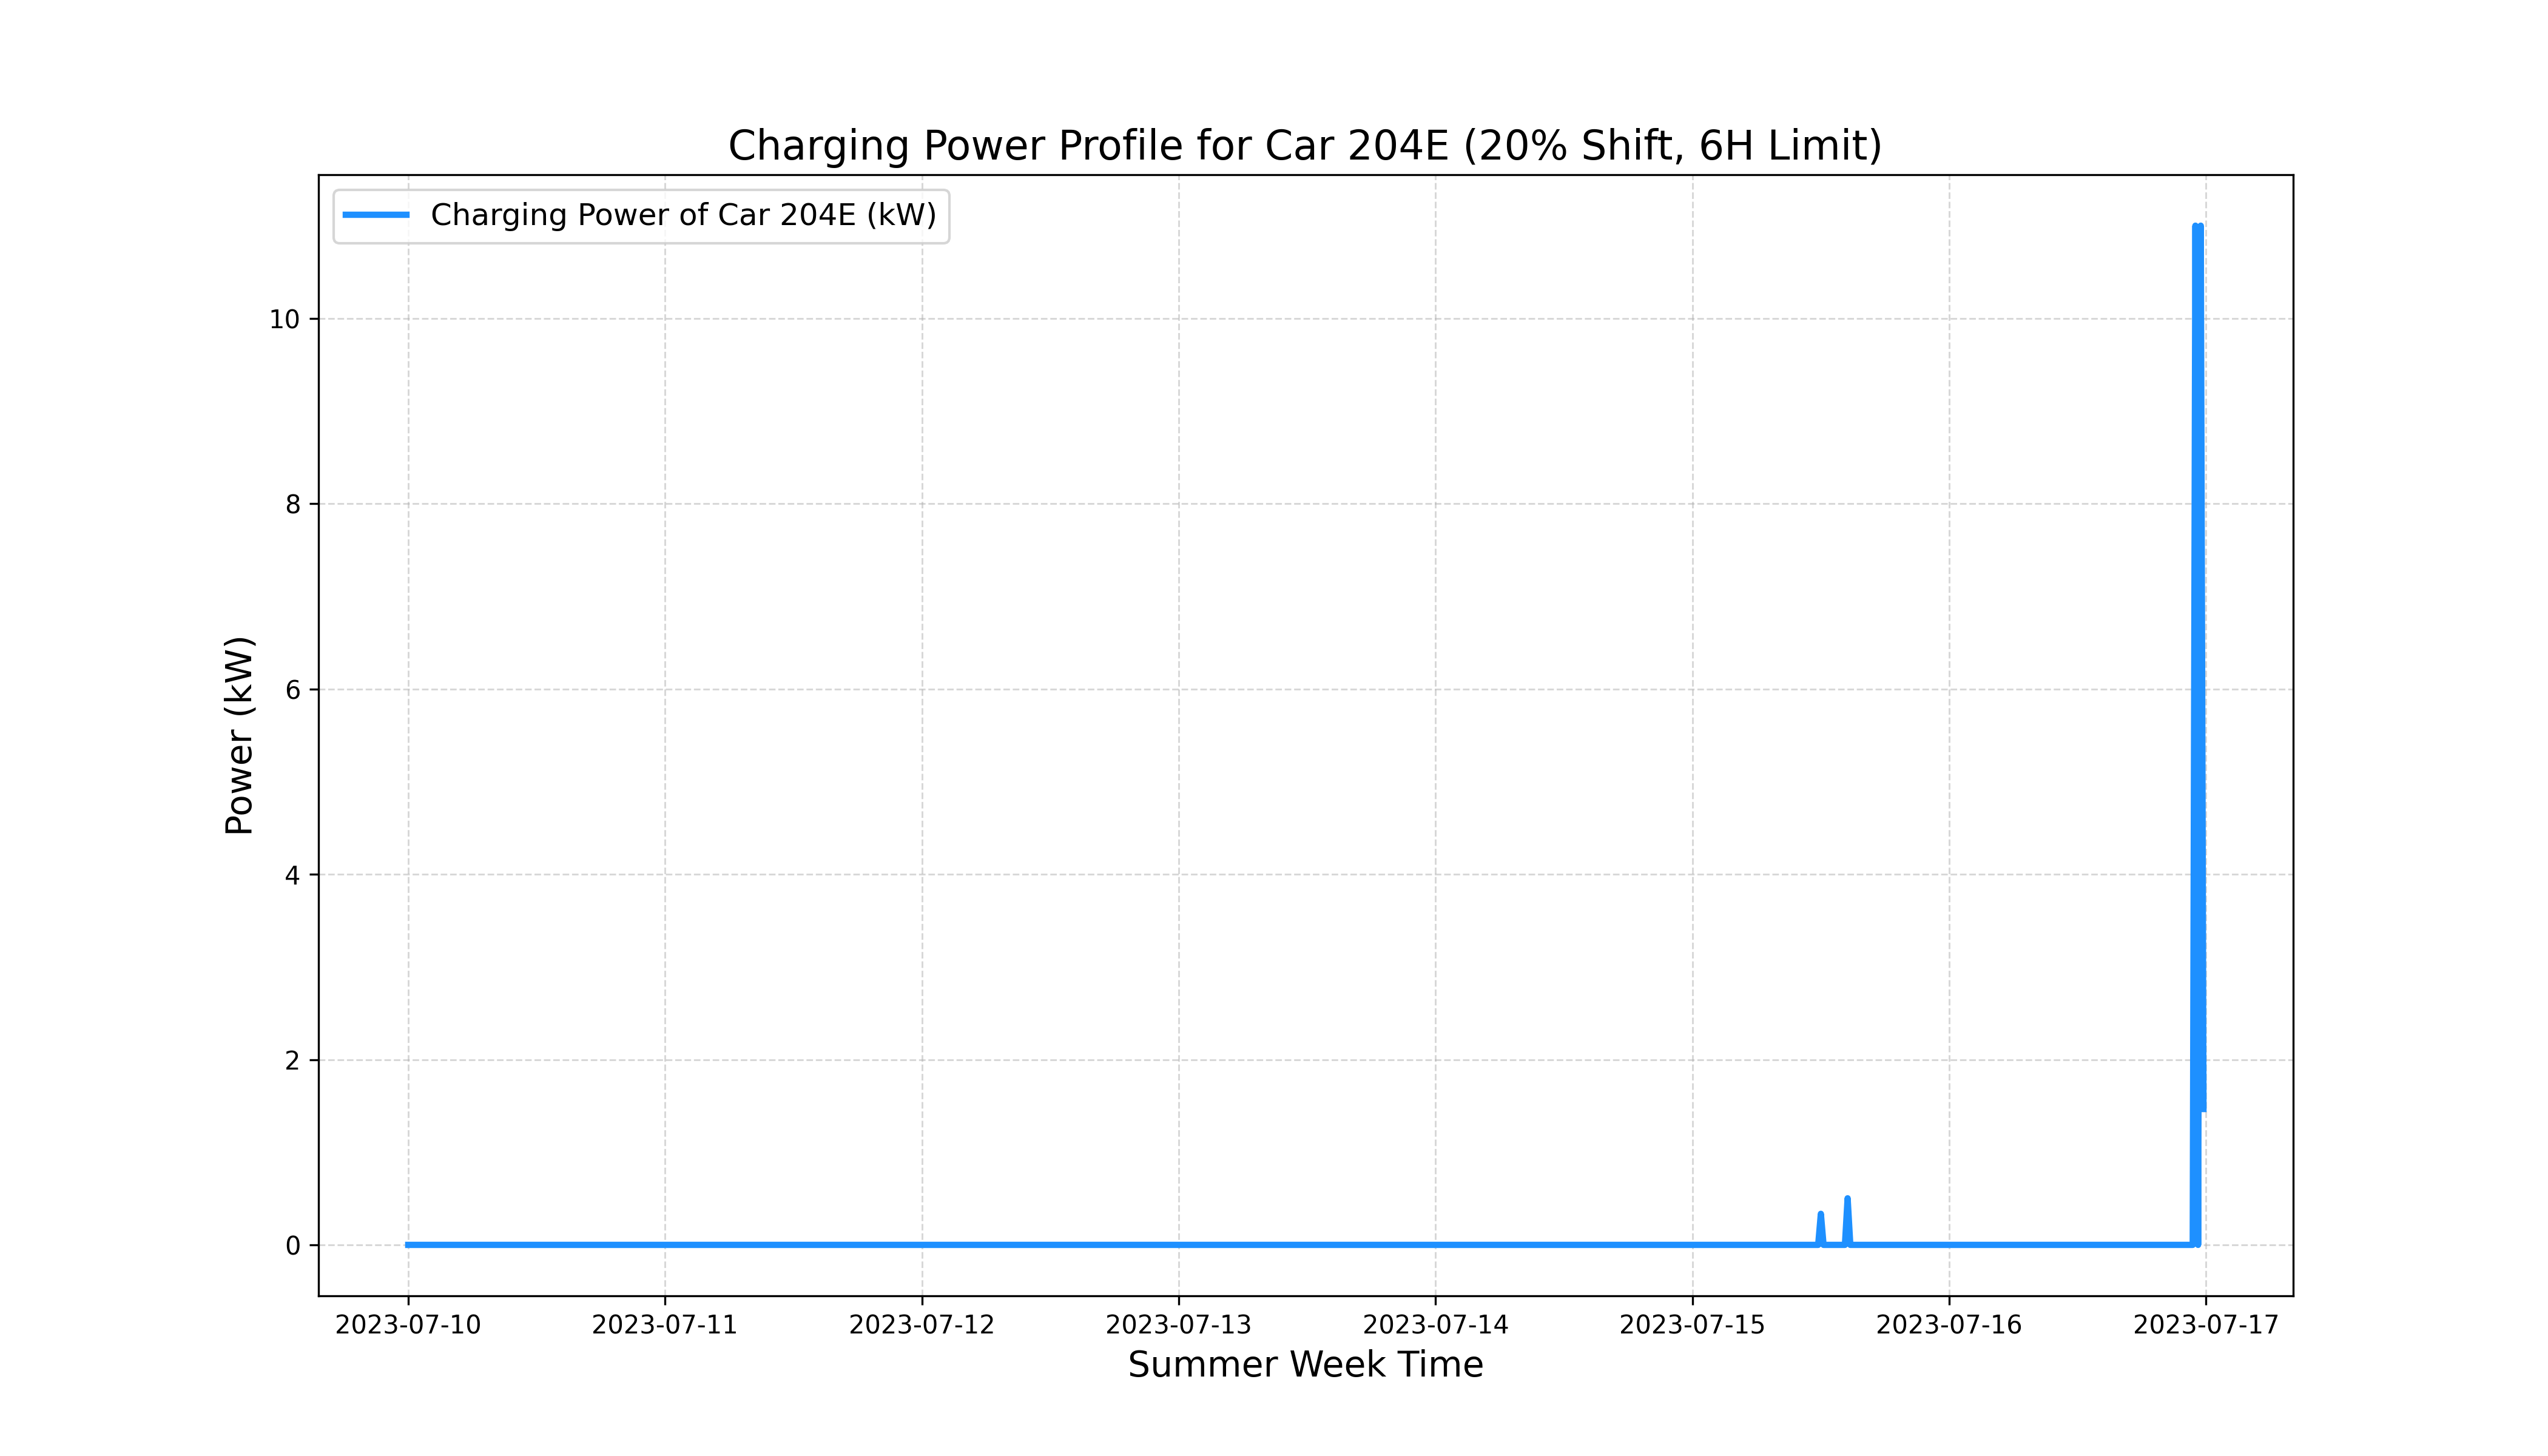 Charging Power Profile for Car 204E (20% Shift, 6H Limit)
Charging Power of Car 204E (kW)
Power (kW)
10
8
6
4
2
0
2023-07-10 2023-07-11 2023-07-12 2023-07-13 2023-07-14 2023-07-15 2023-07-16 2023-07-17
Summer Week Time